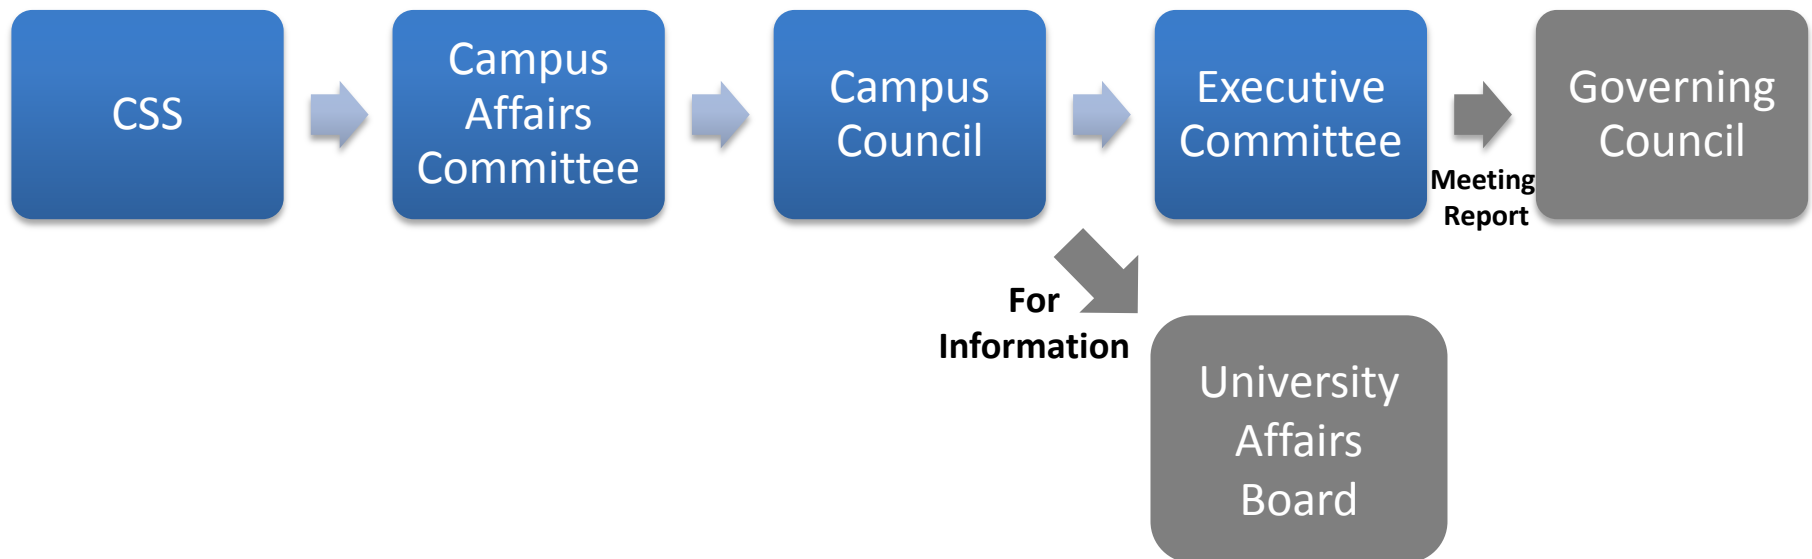 CSS
Campus
Affairs
Committee
Campus
Council
Executive
Committee
Meeting
Report
Governing
Council
For
Information
University
Affairs
Board